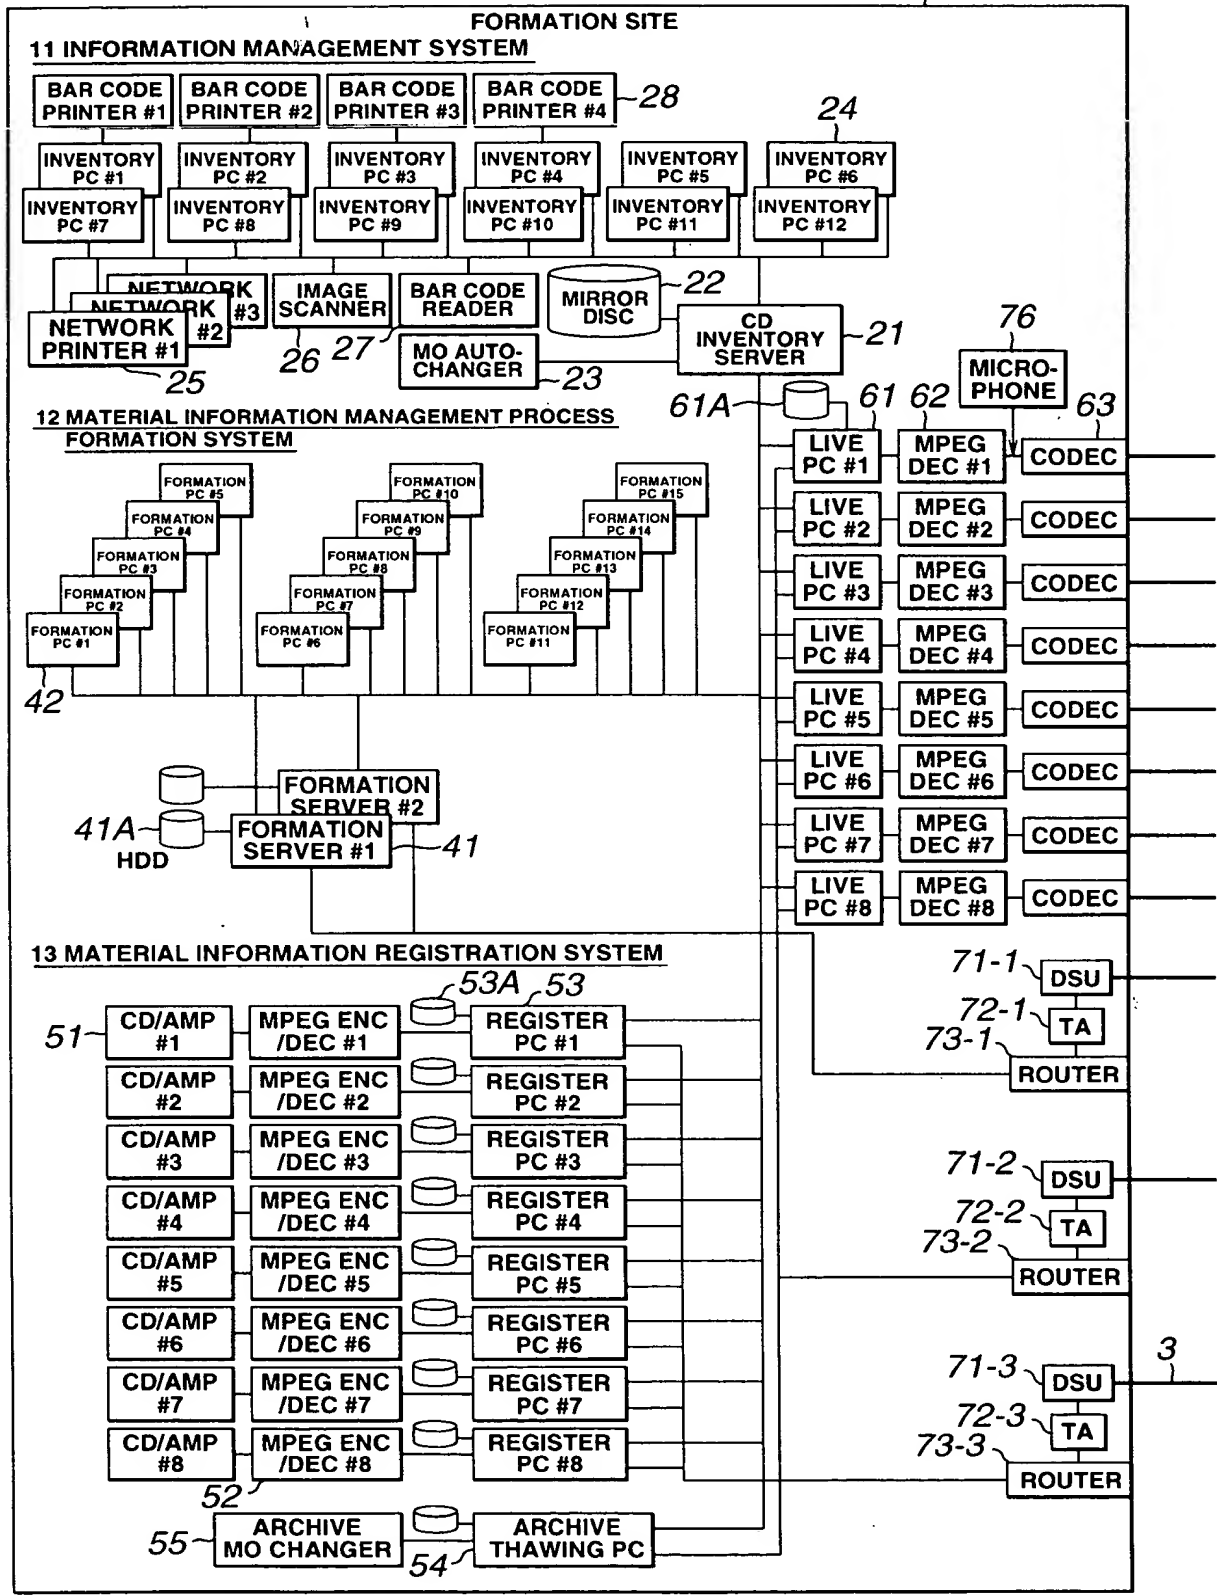 FORMATION SITE
11 INFORMATION MANAGEMENT SYSTEM
BAR CODE
PRINTER #1
BAR CODE
PRINTER #2
BAR CODE
PRINTER #3
BAR CODE
PRINTER #4
28
24
INVENTORY
PC #1
INVENTORY
PC #2
INVENTORY
PC #3
INVENTORY
PC #4
INVENTORY
PC #5
INVENTORY
PC #6
INVENTORY
PC #7
INVENTORY
PC #8
INVENTORY
PC #9
INVENTORY
PC #10
INVENTORY
PC #11
INVENTORY
PC #12
NETWORK
#3
NETWORK
#2
NETWORK
PRINTER #1
25
IMAGE
SCANNER
26
BAR CODE
READER
27
MIRROR
DISC
22
MO AUTO-
CHANGER
23
CD
INVENTORY
SERVER
21
76
MICRO-
PHONE
61A
61
62
63
12 MATERIAL INFORMATION MANAGEMENT PROCESS
FORMATION SYSTEM
FORMATION
PC #5
FORMATION
PC #4
FORMATION
PC #3
FORMATION
PC #2
FORMATION
PC #1
42
FORMATION
PC #10
FORMATION
PC #9
FORMATION
PC #8
FORMATION
PC #7
FORMATION
PC #6
FORMATION
PC #15
FORMATION
PC #14
FORMATION
PC #13
FORMATION
PC #12
FORMATION
PC #11
LIVE
PC #1
MPEG
DEC #1
CODEC
LIVE
PC #2
MPEG
DEC #2
CODEC
LIVE
PC #3
MPEG
DEC #3
CODEC
LIVE
PC #4
MPEG
DEC #4
CODEC
LIVE
PC #5
MPEG
DEC #5
CODEC
LIVE
PC #6
MPEG
DEC #6
CODEC
LIVE
PC #7
MPEG
DEC #7
CODEC
LIVE
PC #8
MPEG
DEC #8
CODEC
FORMATION
SERVER #2
41A
HDD
FORMATION
SERVER #1
41
13 MATERIAL INFORMATION REGISTRATION SYSTEM
53A
53
51
CD/AMP
#1
MPEG ENC
/DEC #1
REGISTER
PC #1
CD/AMP
#2
MPEG ENC
/DEC #2
REGISTER
PC #2
CD/AMP
#3
MPEG ENC
/DEC #3
REGISTER
PC #3
CD/AMP
#4
MPEG ENC
/DEC #4
REGISTER
PC #4
CD/AMP
#5
MPEG ENC
/DEC #5
REGISTER
PC #5
CD/AMP
#6
MPEG ENC
/DEC #6
REGISTER
PC #6
CD/AMP
#7
MPEG ENC
/DEC #7
REGISTER
PC #7
CD/AMP
#8
MPEG ENC
/DEC #8
REGISTER
PC #8
52
55
ARCHIVE
MO CHANGER
54
ARCHIVE
THAWING PC
71-1
DSU
72-1
TA
73-1
ROUTER
71-2
DSU
72-2
TA
73-2
ROUTER
71-3
DSU
3
72-3
TA
73-3
ROUTER